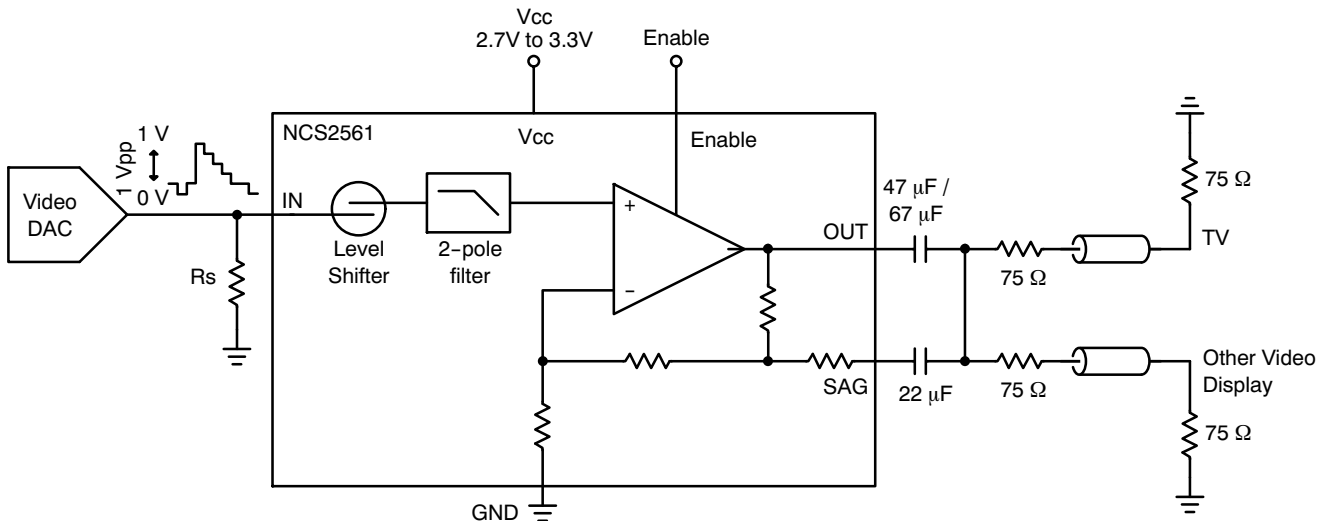 Vcc
2.7V to 3.3V
Enable
NCS2561
Vcc
Enable
1 Vpp
1 V
0 V
Video
DAC
IN
Rs
Level
Shifter
2-pole
filter
+
−
OUT
47 μF /
67 μF
75 Ω
75 Ω
TV
SAG
22 μF
75 Ω
Other Video
Display
75 Ω
GND